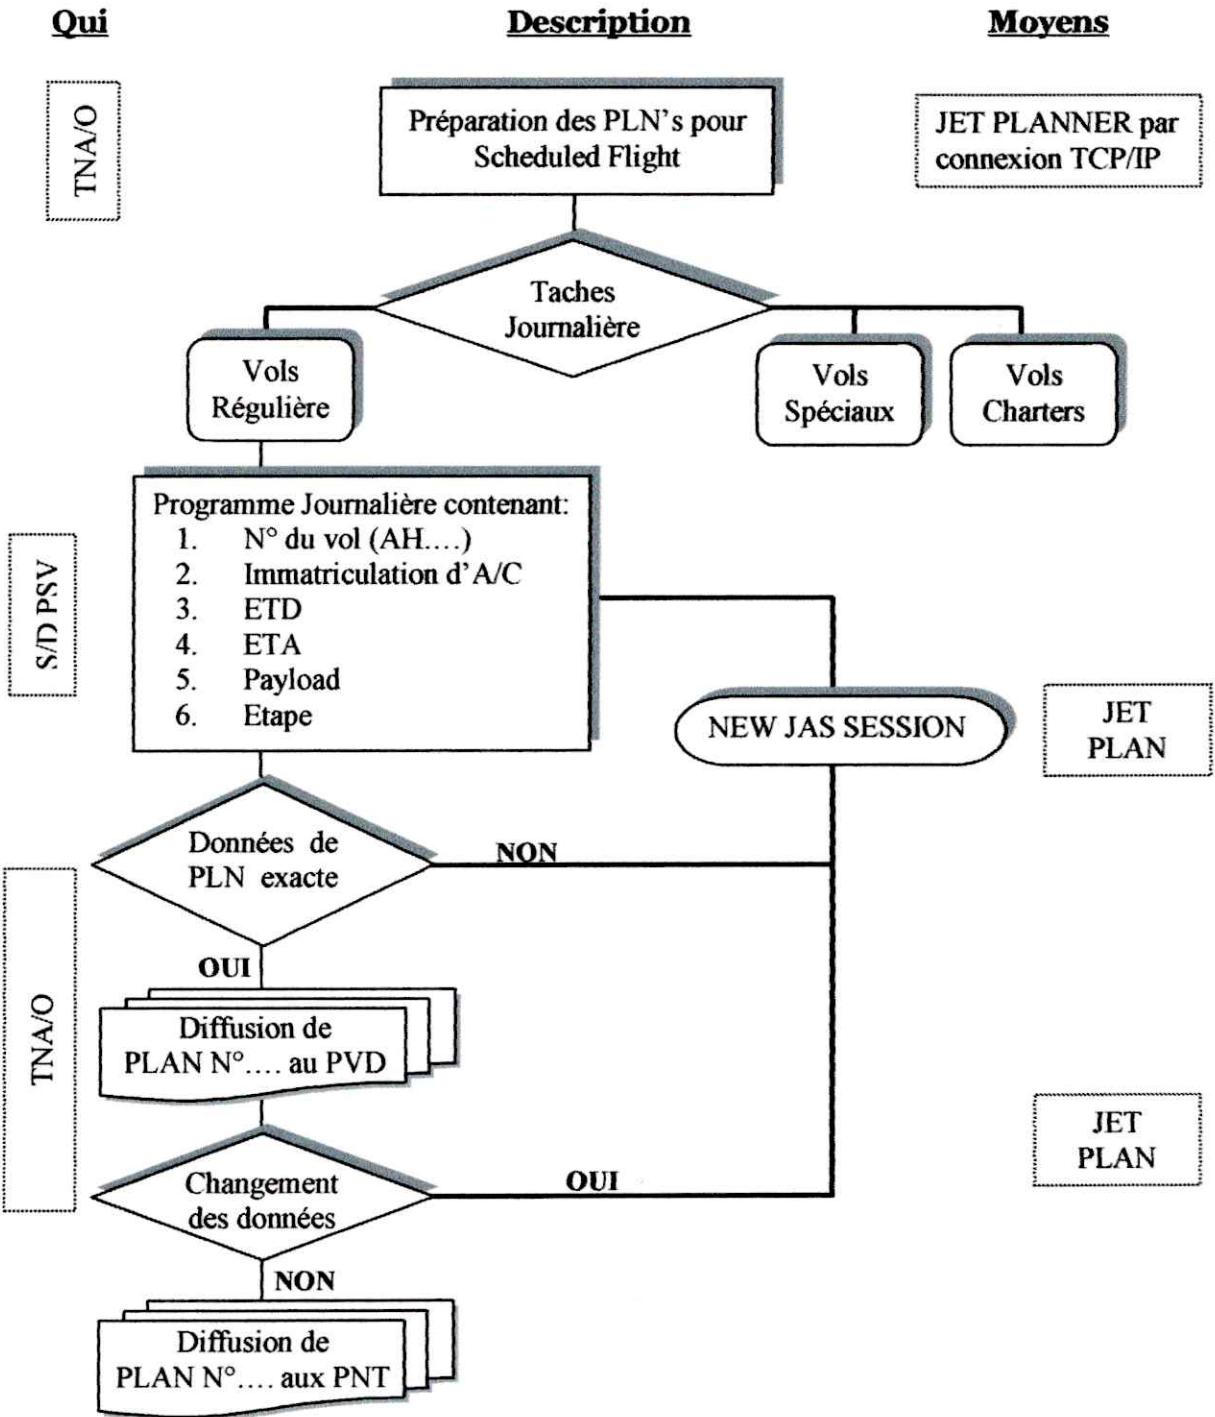 Qui
Description
Moyens
TNA/O
Préparation des PLN's pour
Scheduled Flight
JET PLANNER par
connexion TCP/IP
Taches
Journalière
Vols
Régulière
Vols
Spéciaux
Vols
Charters
S/D PSV
Programme Journalière contenant:
1. N° du vol (AH....)
2. Immatriculation d'A/C
3. ETD
4. ETA
5. Payload
6. Etape
NEW JAS SESSION
JET
PLAN
Données de
PLN exacte
NON
OUI
TNA/O
Diffusion de
PLAN N°.... au PVD
JET
PLAN
Changement
des données
OUI
NON
Diffusion de
PLAN N°.... aux PNT